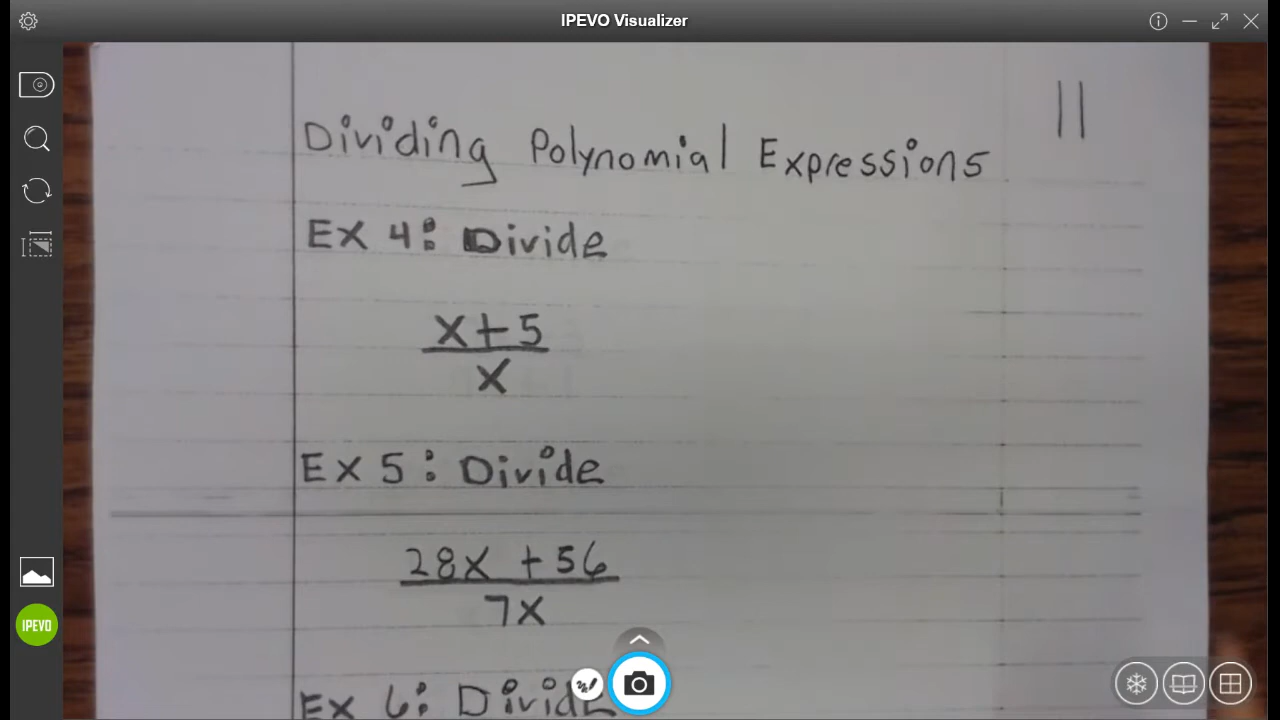 IPEVO Visualizer
11
Dividing Polynomial Expressions
Ex 4: Divide
x+5
x
Ex 5: Divide
28x +56
7x
IPEVO
Ex 6: Divide